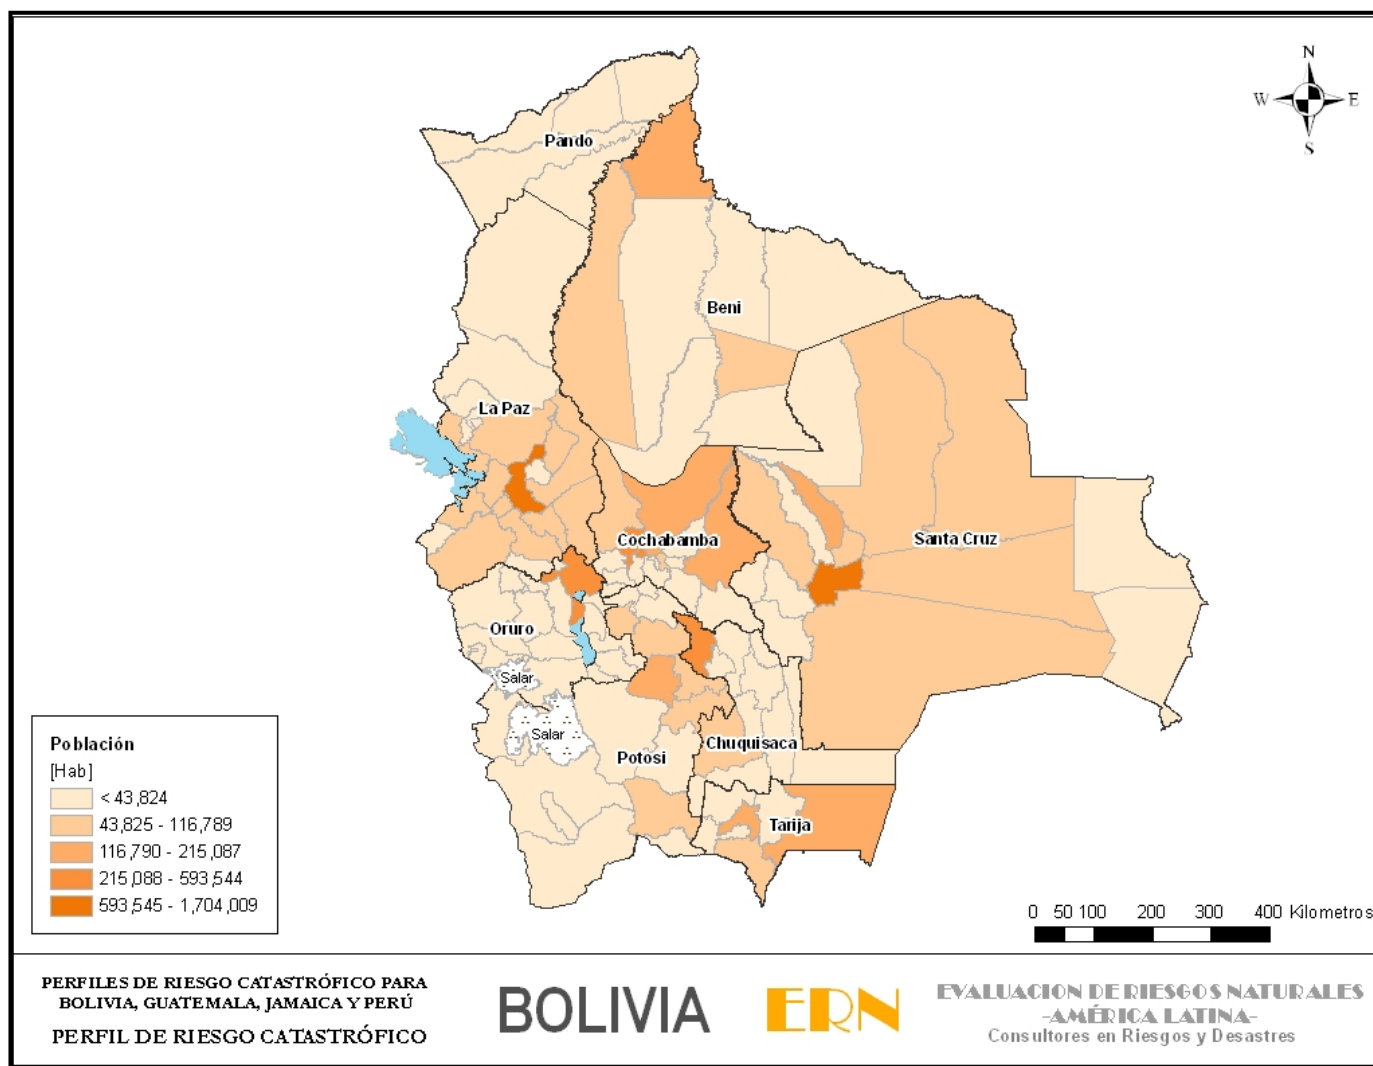 N
W E
S
Pando
Beni
La Paz
Cochabamba
Santa Cruz
Oruro
Salar
Salar
Potosi
Chuquisaca
Tarija
Población
[Hab]
< 43,824
43,825 - 116,789
116,790 - 215,087
215,088 - 593,544
593,545 - 1,704,009
0 50 100 200 300 400 Kilometros
PERFILES DE RIESGO CATASTRÓFICO PARA
BOLIVIA, GUATEMALA, JAMAICA Y PERÚ
PERFIL DE RIESGO CATASTRÓFICO
BOLIVIA
ERN
EVALUACION DE RIESGOS NATURALES
-AMÉRICA LATINA-
Consultores en Riesgos y Desastres